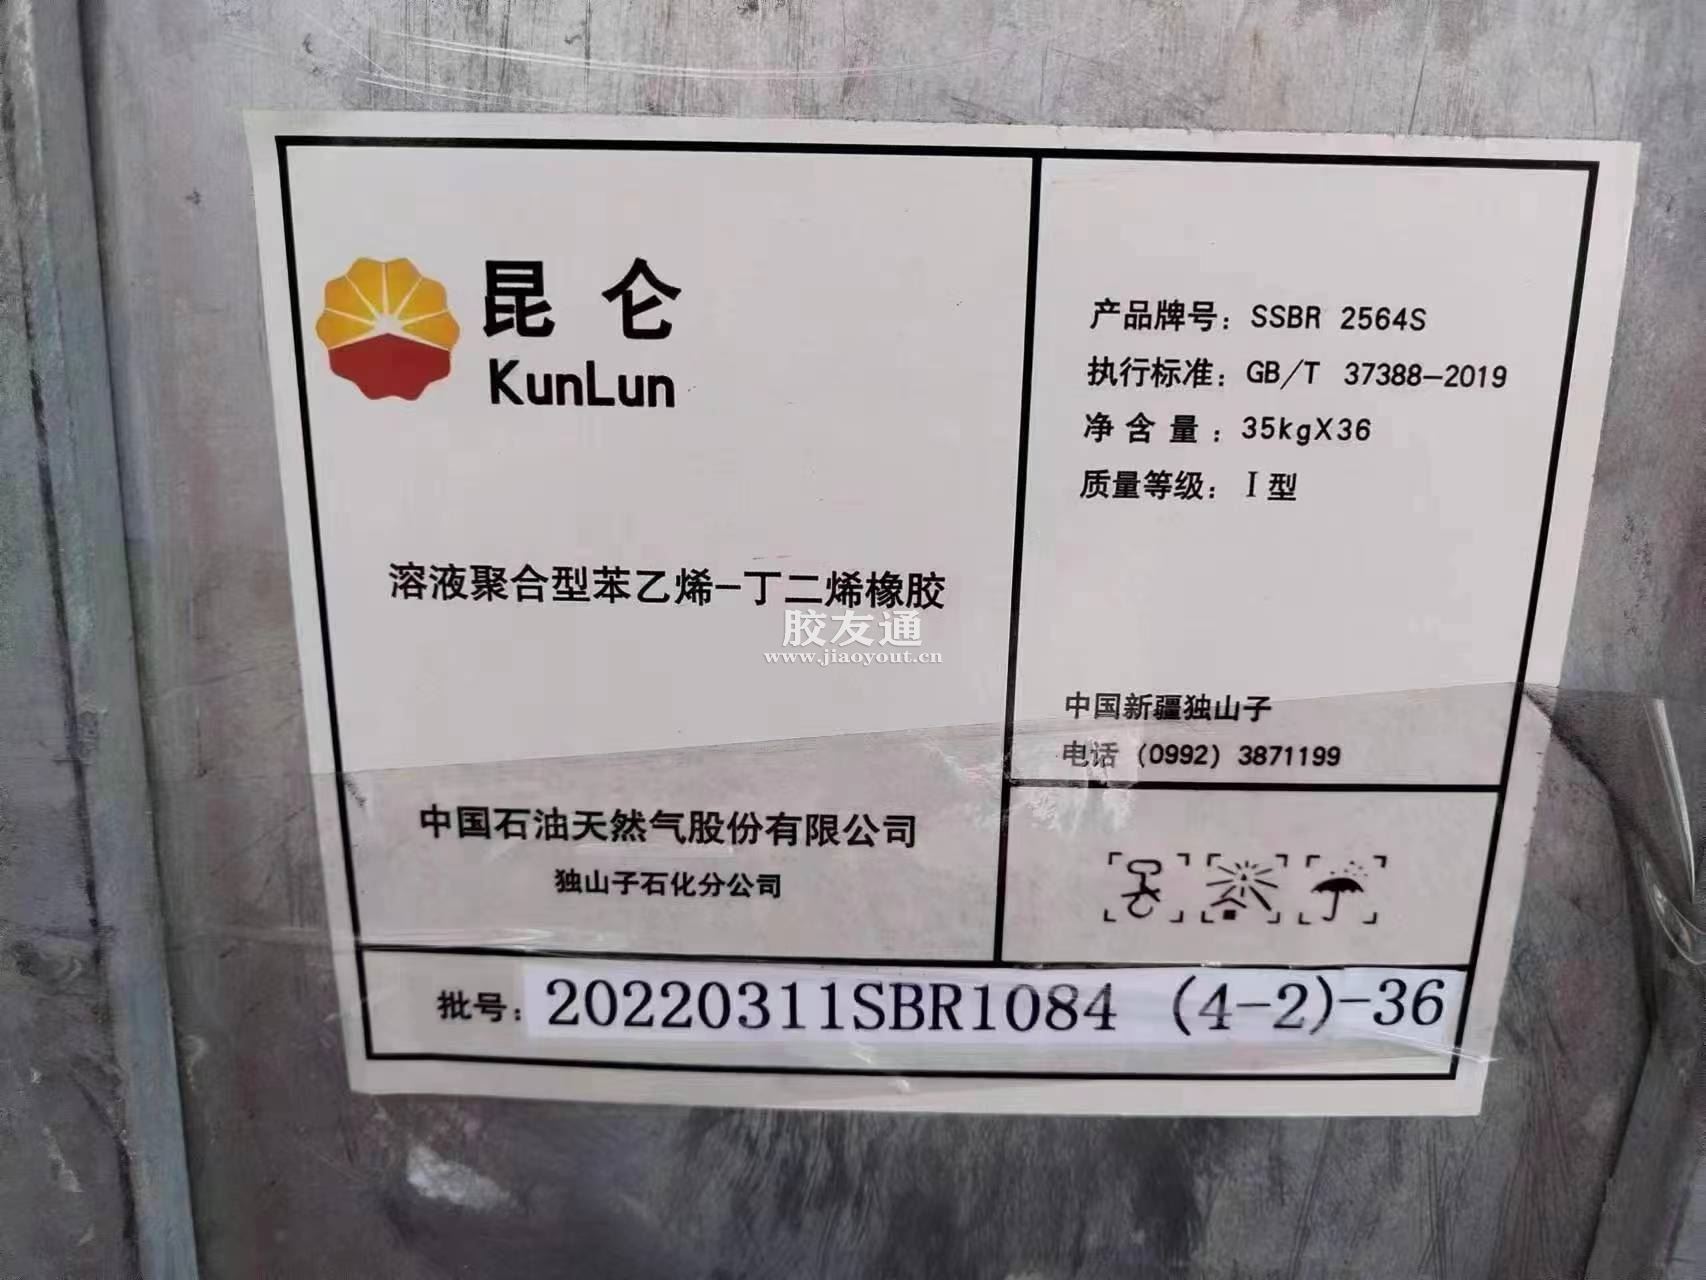 昆仑
KunLun
溶液聚合型苯乙烯-丁二烯橡胶
中国石油天然气股份有限公司
独山子石化分公司
产品牌号：SSBR 2564S
执行标准：GB/T 37388-2019
净含量：35kgX36
质量等级：Ⅰ型
中国新疆独山子
电话（0992）3871199
批号：20220311SBR1084 (4-2)-36
胶友通
www.jiaoyout.cn